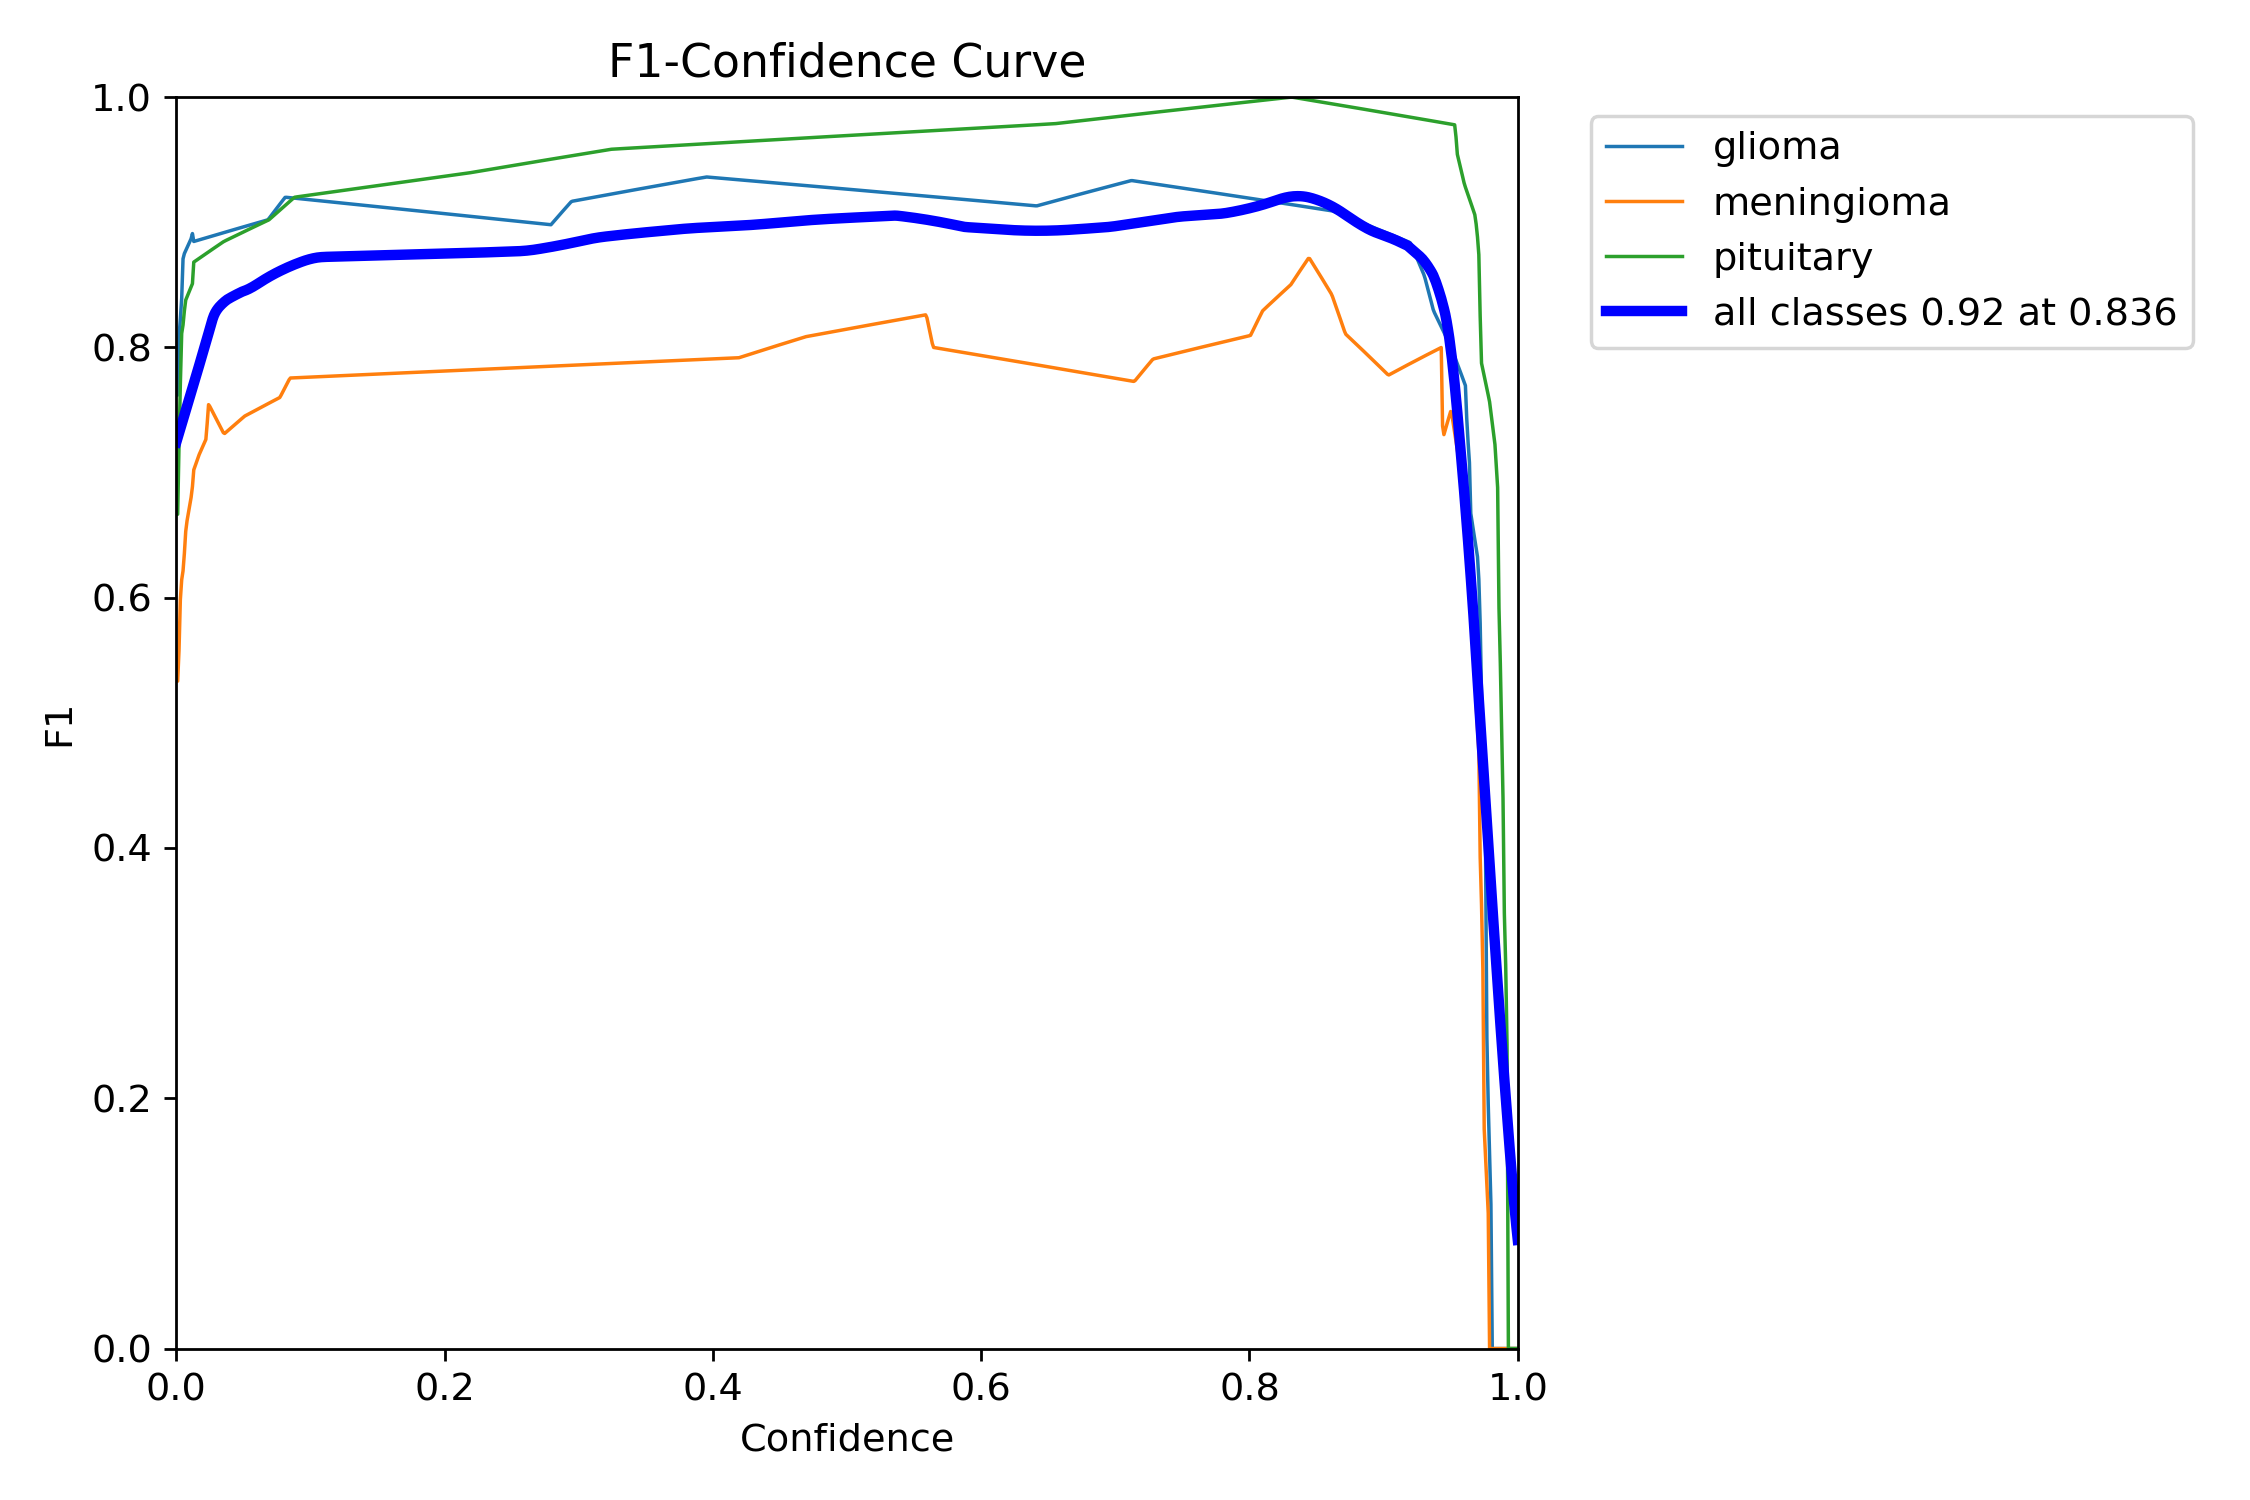 F1-Confidence Curve
1.0
0.8
0.6
0.4
0.2
0.0
F1
0.0 0.2 0.4 0.6 0.8 1.0
Confidence
glioma
meningioma
pituitary
all classes 0.92 at 0.836